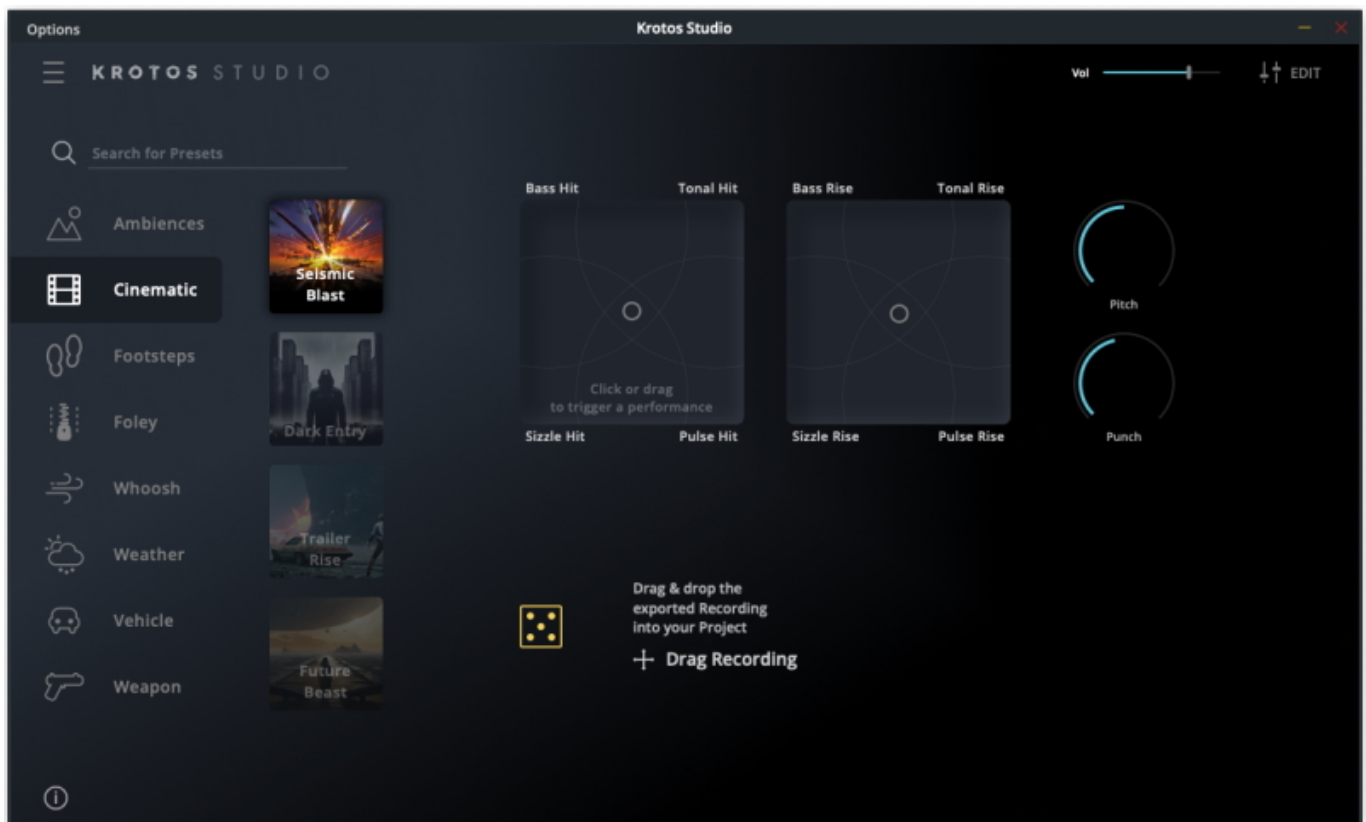 Options
Krotos Studio
KROTOS STUDIO
Vol
EDIT
Search for Presets
Ambiences
Cinematic
Footsteps
Foley
Whoosh
Weather
Vehicle
Weapon
Seismic
Blast
Dark Entry
Trailer
Rise
Future
Beast
Bass Hit
Tonal Hit
Click or drag
to trigger a performance
Sizzle Hit
Pulse Hit
Bass Rise
Tonal Rise
Sizzle Rise
Pulse Rise
Pitch
Punch
Drag & drop the
exported Recording
into your Project
Drag Recording